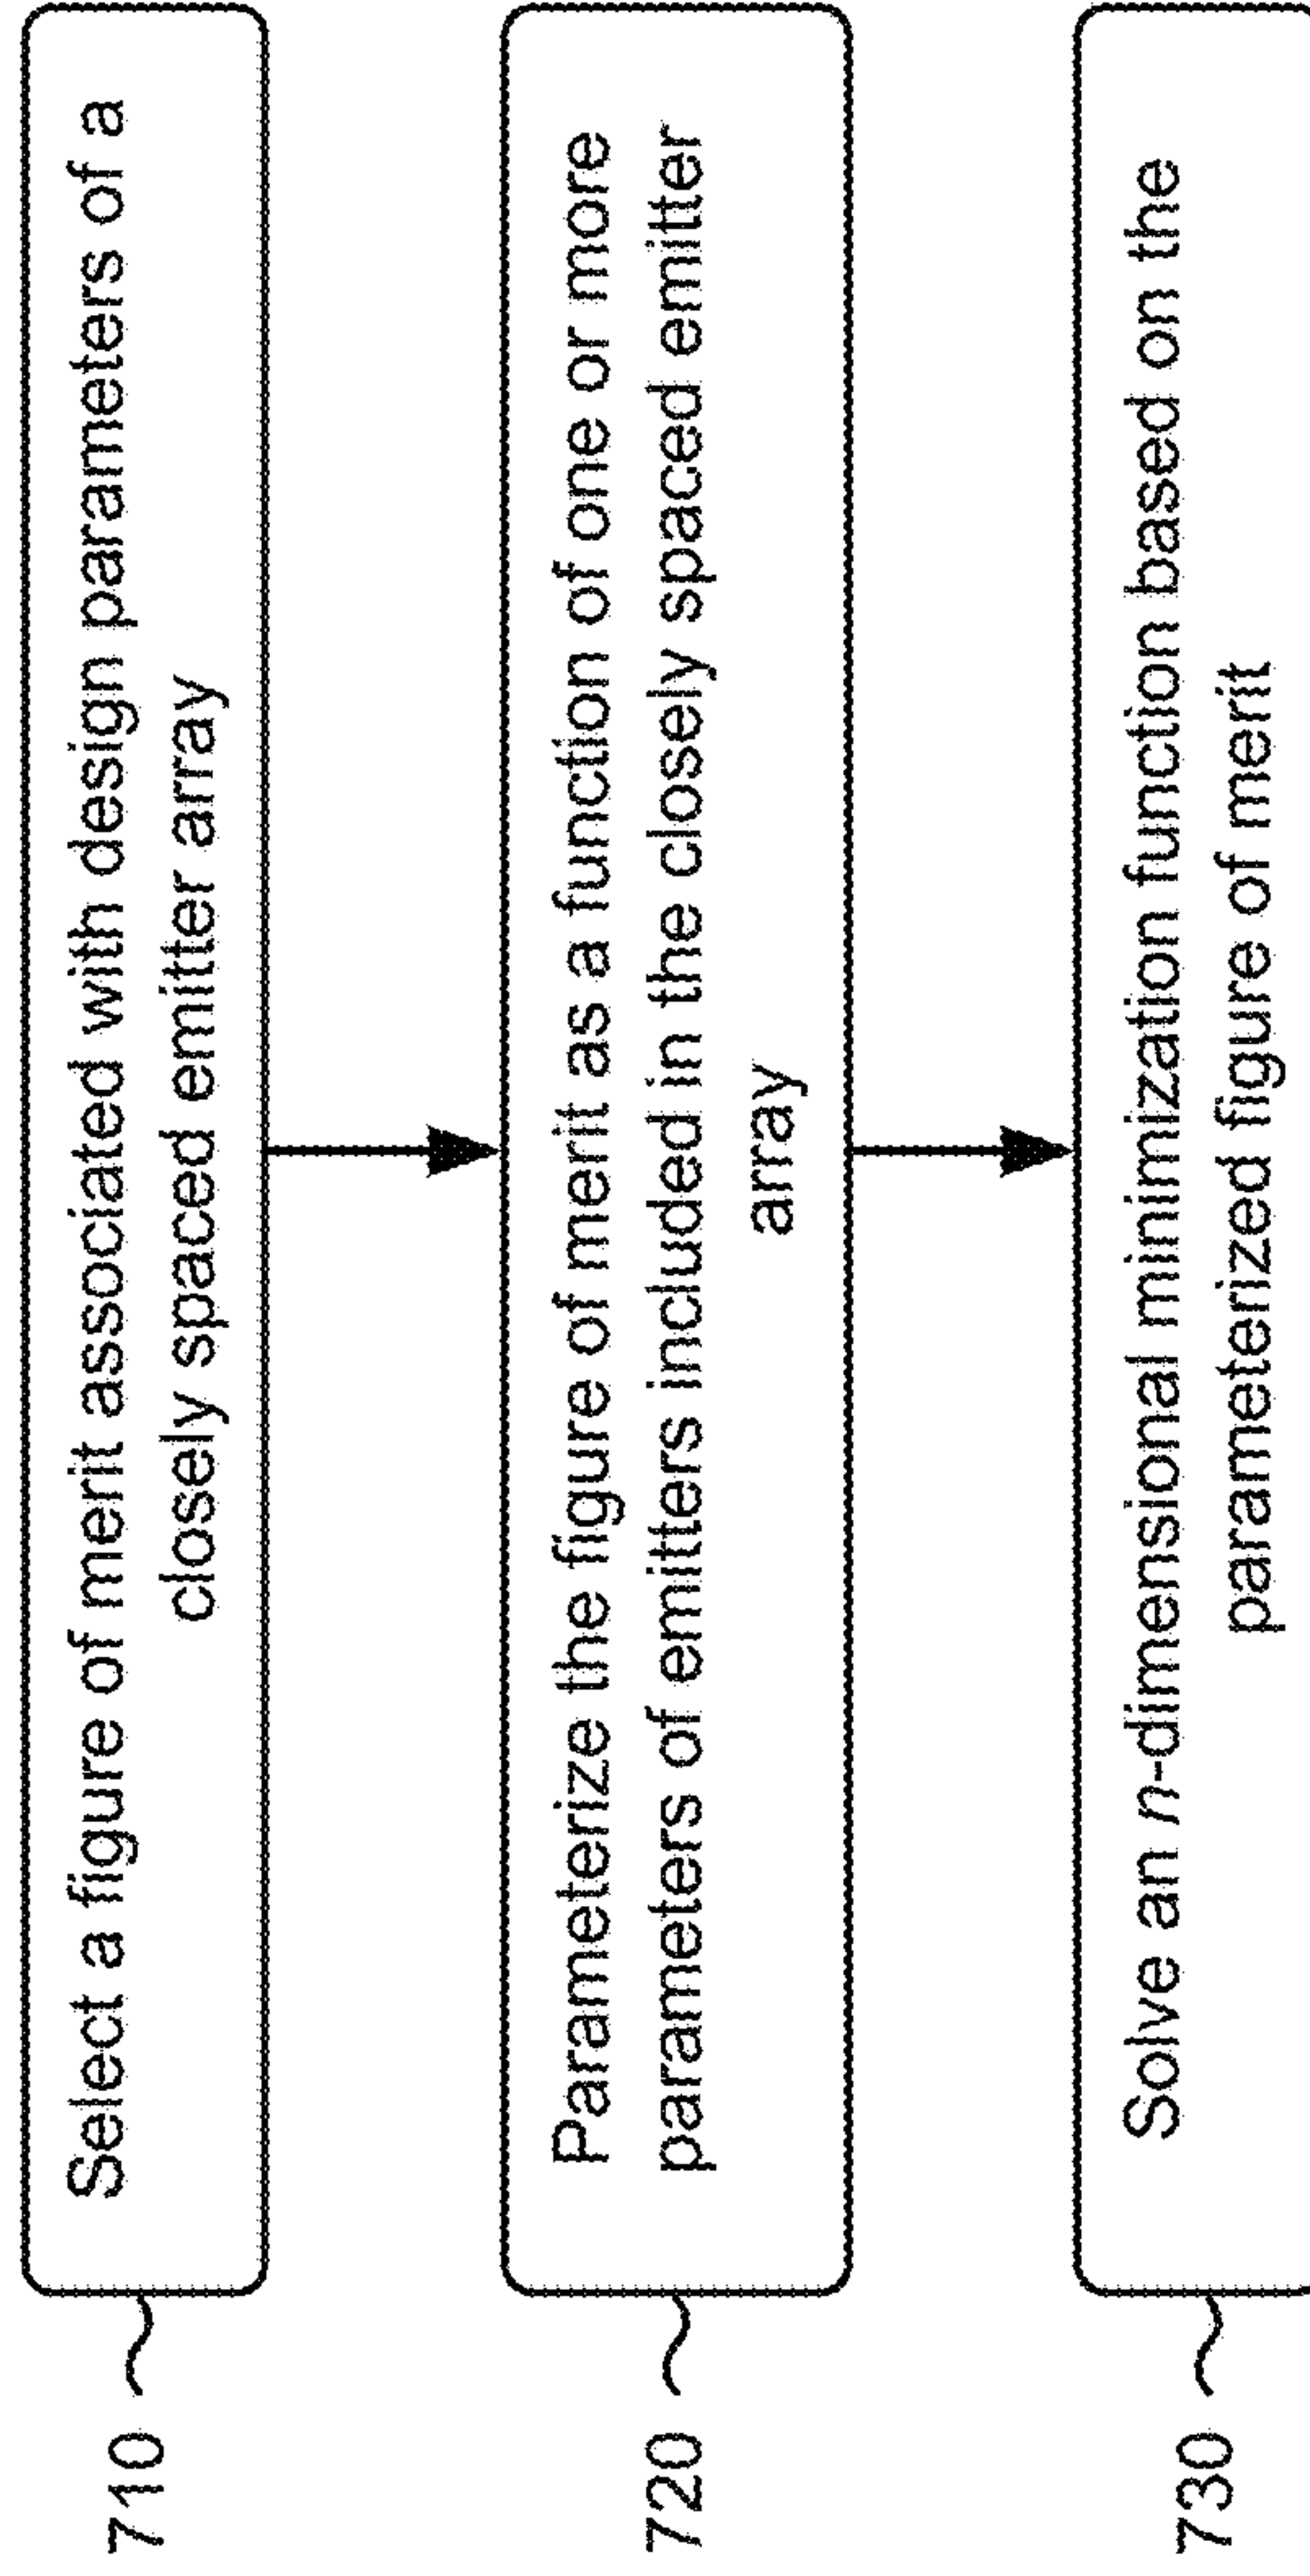 710
Select a figure of merit associated with design parameters of a
closely spaced emitter array
720
Parameterize the figure of merit as a function of one or more
parameters of emitters included in the closely spaced emitter
array
730
Solve an n-dimensional minimization function based on the
parameterized figure of merit